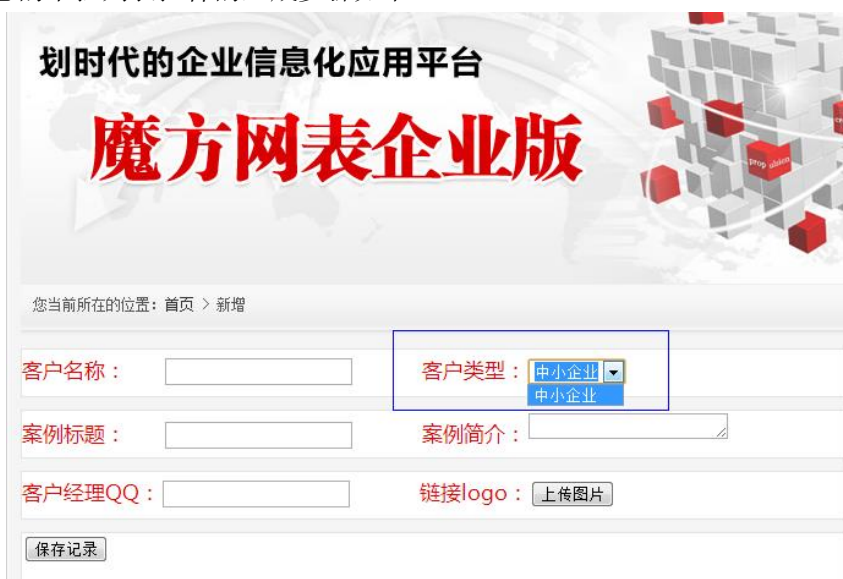 划时代的企业信息化应用平台
魔方网表企业版
prop union
您当前所在的位置：首页 > 新增
客户名称： 客户类型： 中小企业
中小企业
案例标题： 案例简介：
客户经理QQ： 链接logo： 上传图片
保存记录